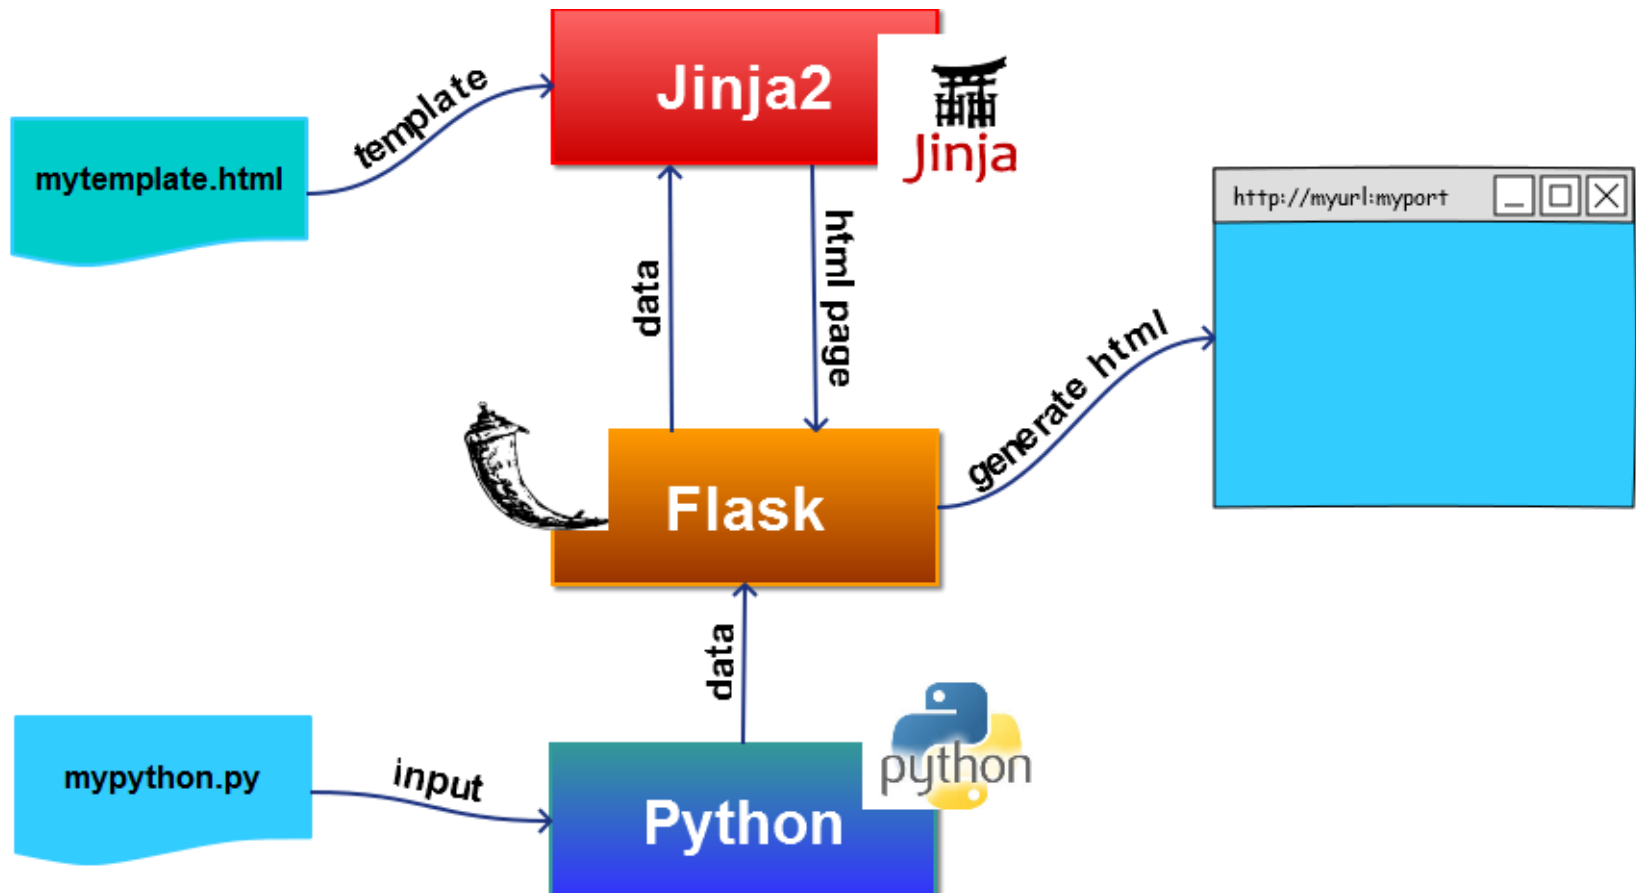 Jinja2
Jinja
template
mytemplate.html
http://myurl:myport
data
html page
generate html
Flask
data
python
mypython.py
input
Python